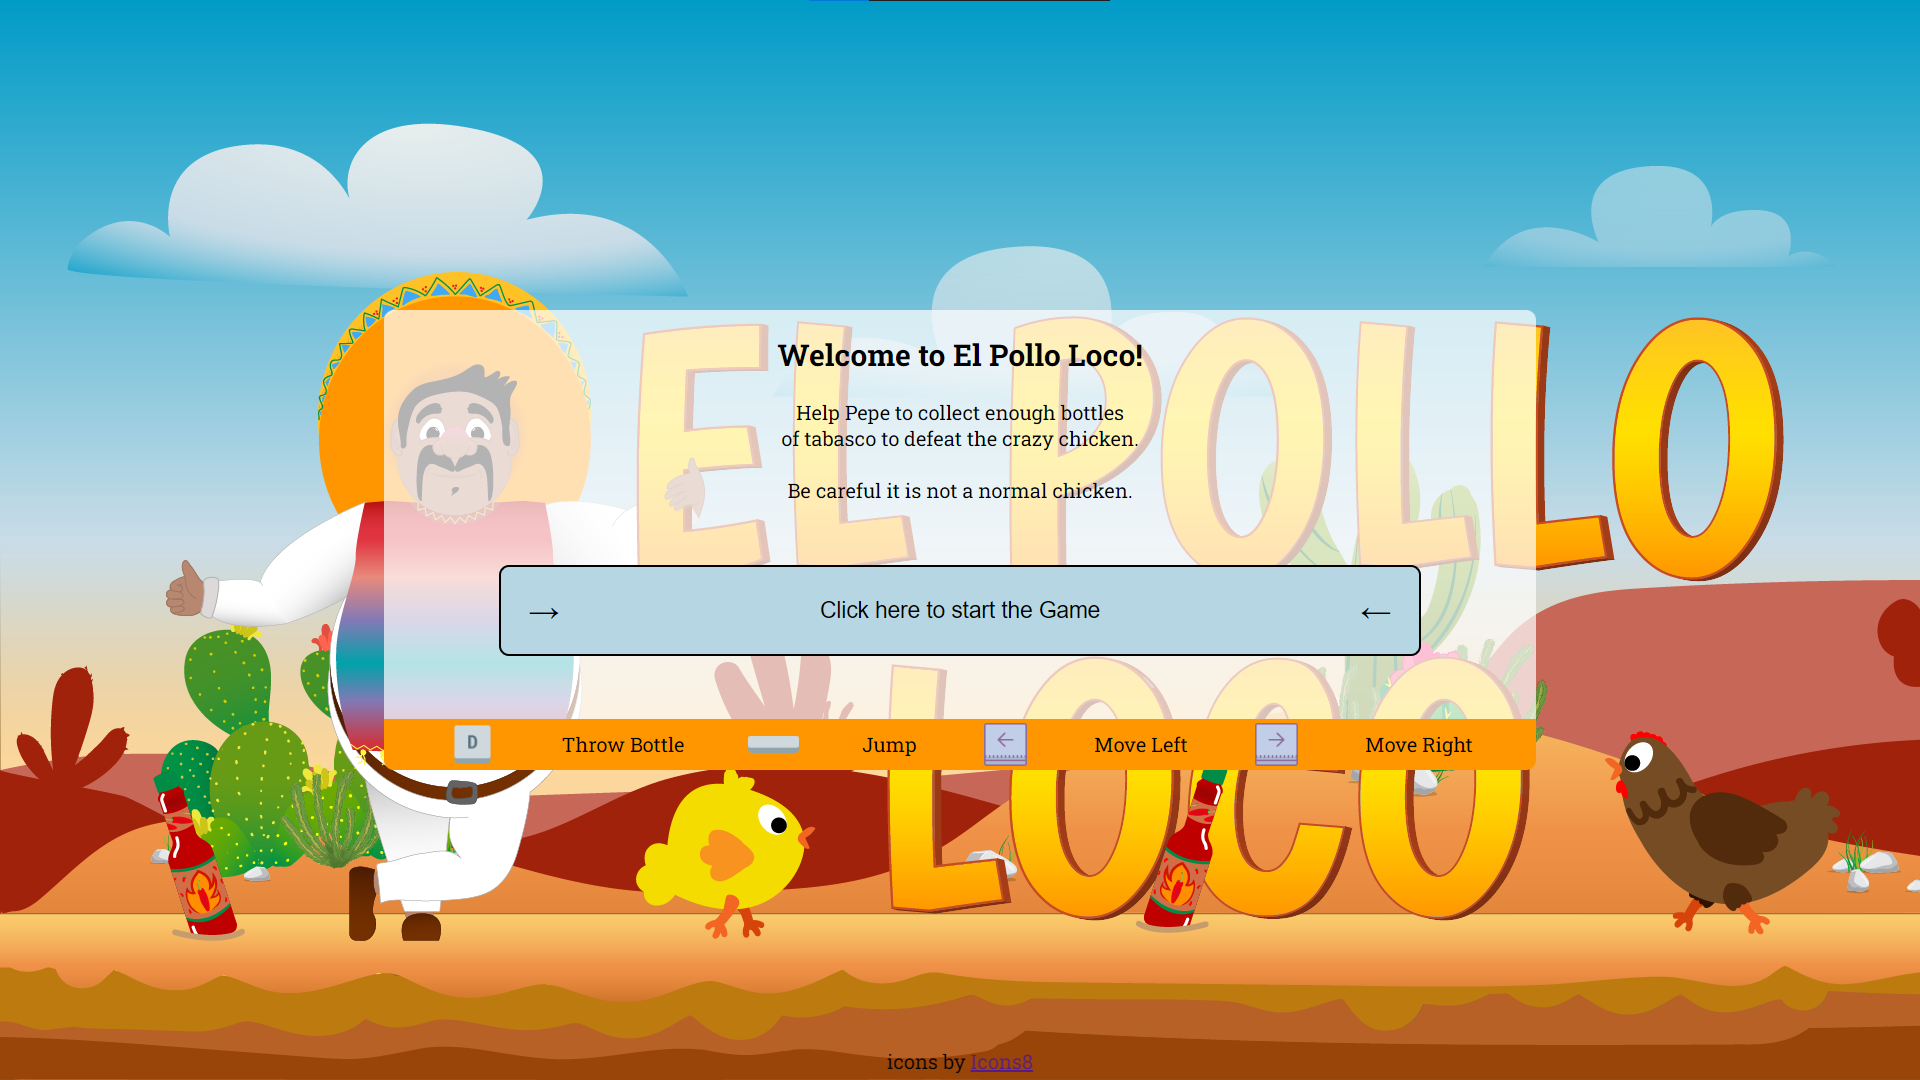 EL POLLO
Welcome to El Pollo Loco!
Help Pepe to collect enough bottles
of tabasco to defeat the crazy chicken.
Be careful it is not a normal chicken.
→ Click here to start the Game ←
LOCO
D Throw Bottle Jump ← Move Left → Move Right
icons by Icons8